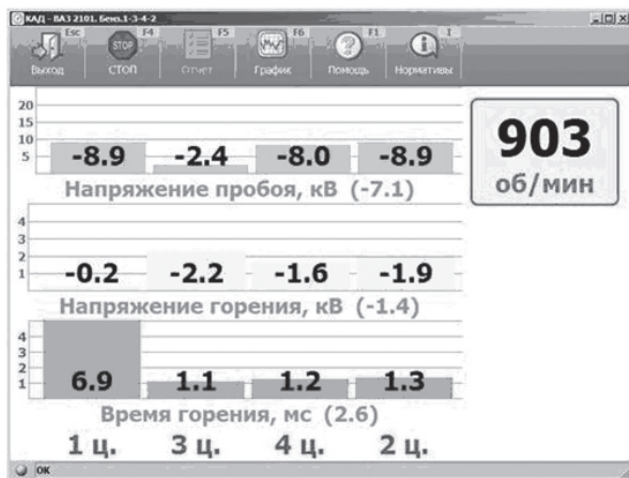 КАД - ВАЗ 2101. Бенз.1-3-4-2
Esc F4 F5 F6 F1 I
STOP
Выход СТОП Отчет График Помощь Нормативы
20
15
10
5
-8.9 -2.4 -8.0 -8.9
Напряжение пробоя, кВ (-7.1)
903
об/мин
4
3
2
1
-0.2 -2.2 -1.6 -1.9
Напряжение горения, кВ (-1.4)
4
3
2
1
6.9 1.1 1.2 1.3
Время горения, мс (2.6)
1 ц. 3 ц. 4 ц. 2 ц.
OK